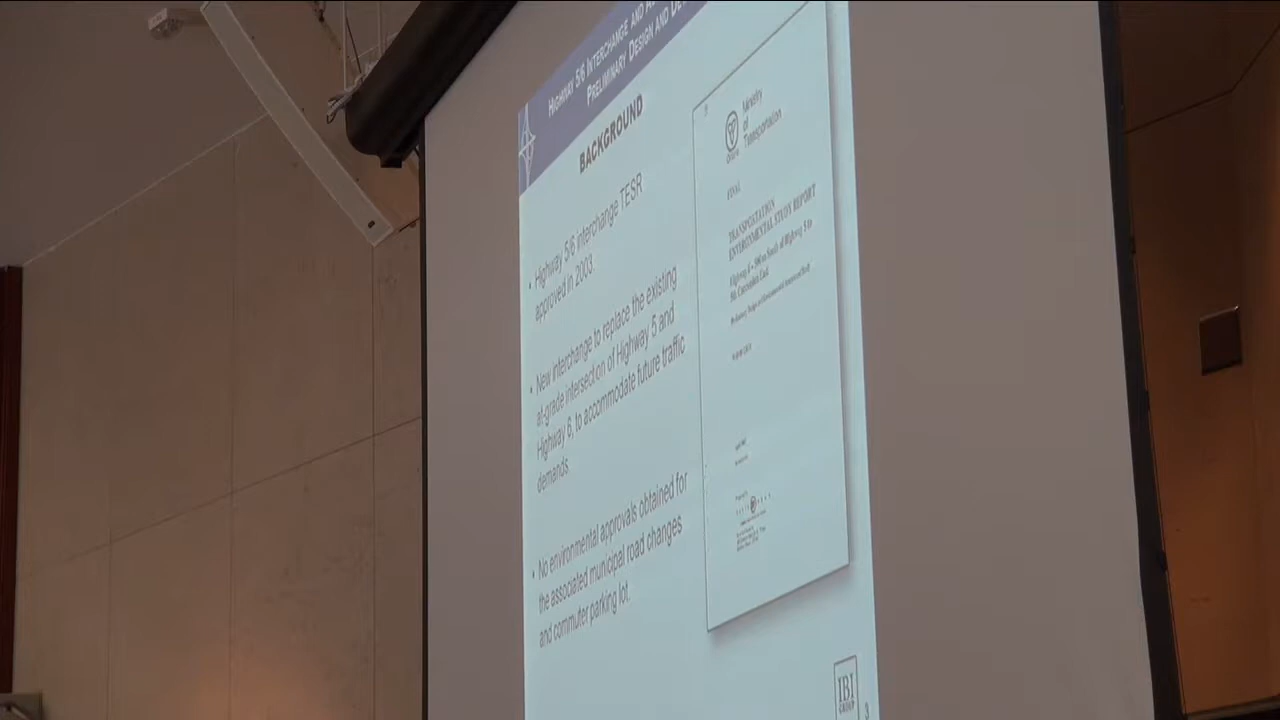 HIGHWAY 5/6 INTERCHANGE AND
PRELIMINARY DESIGN AND
BACKGROUND
• Highway 5/6 interchange TESR
approved in 2003.
• New interchange to replace the existing
at-grade intersection of Highway 5 and
Highway 6, to accommodate future traffic
demands.
• No environmental approvals obtained for
the associated municipal road changes
and commuter parking lot.
Ministry
of
Transportation
Ontario
FINAL
TRANSPORTATION
ENVIRONMENTAL STUDY REPORT
IBI
GROUP
3